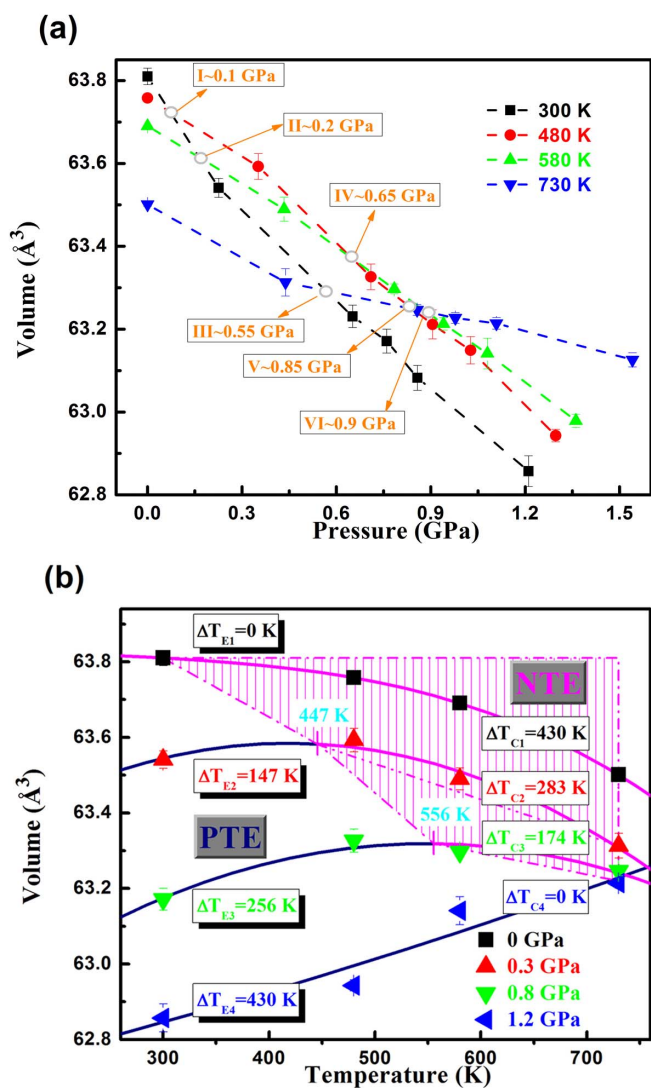 (a)
63.8
63.6
63.4
63.2
63.0
62.8
Volume (Å³)
I~0.1 GPa
II~0.2 GPa
IV~0.65 GPa
III~0.55 GPa
V~0.85 GPa
VI~0.9 GPa
300 K
480 K
580 K
730 K
0.0 0.3 0.6 0.9 1.2 1.5
Pressure (GPa)
(b)
63.8
63.6
63.4
63.2
63.0
62.8
Volume (Å³)
ΔT_E1=0 K
NTE
447 K
ΔT_C1=430 K
ΔT_E2=147 K
ΔT_C2=283 K
556 K
PTE
ΔT_C3=174 K
ΔT_E3=256 K
ΔT_C4=0 K
ΔT_E4=430 K
0 GPa
0.3 GPa
0.8 GPa
1.2 GPa
300 400 500 600 700
Temperature (K)